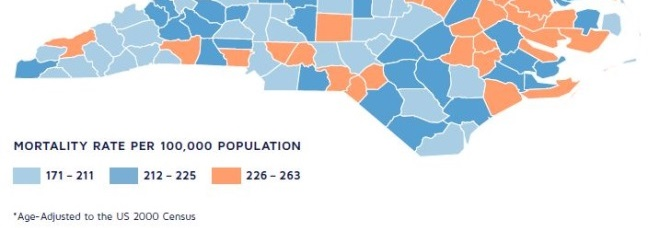 MORTALITY RATE PER 100,000 POPULATION
171 – 211 212 – 225 226 – 263
*Age-Adjusted to the US 2000 Census